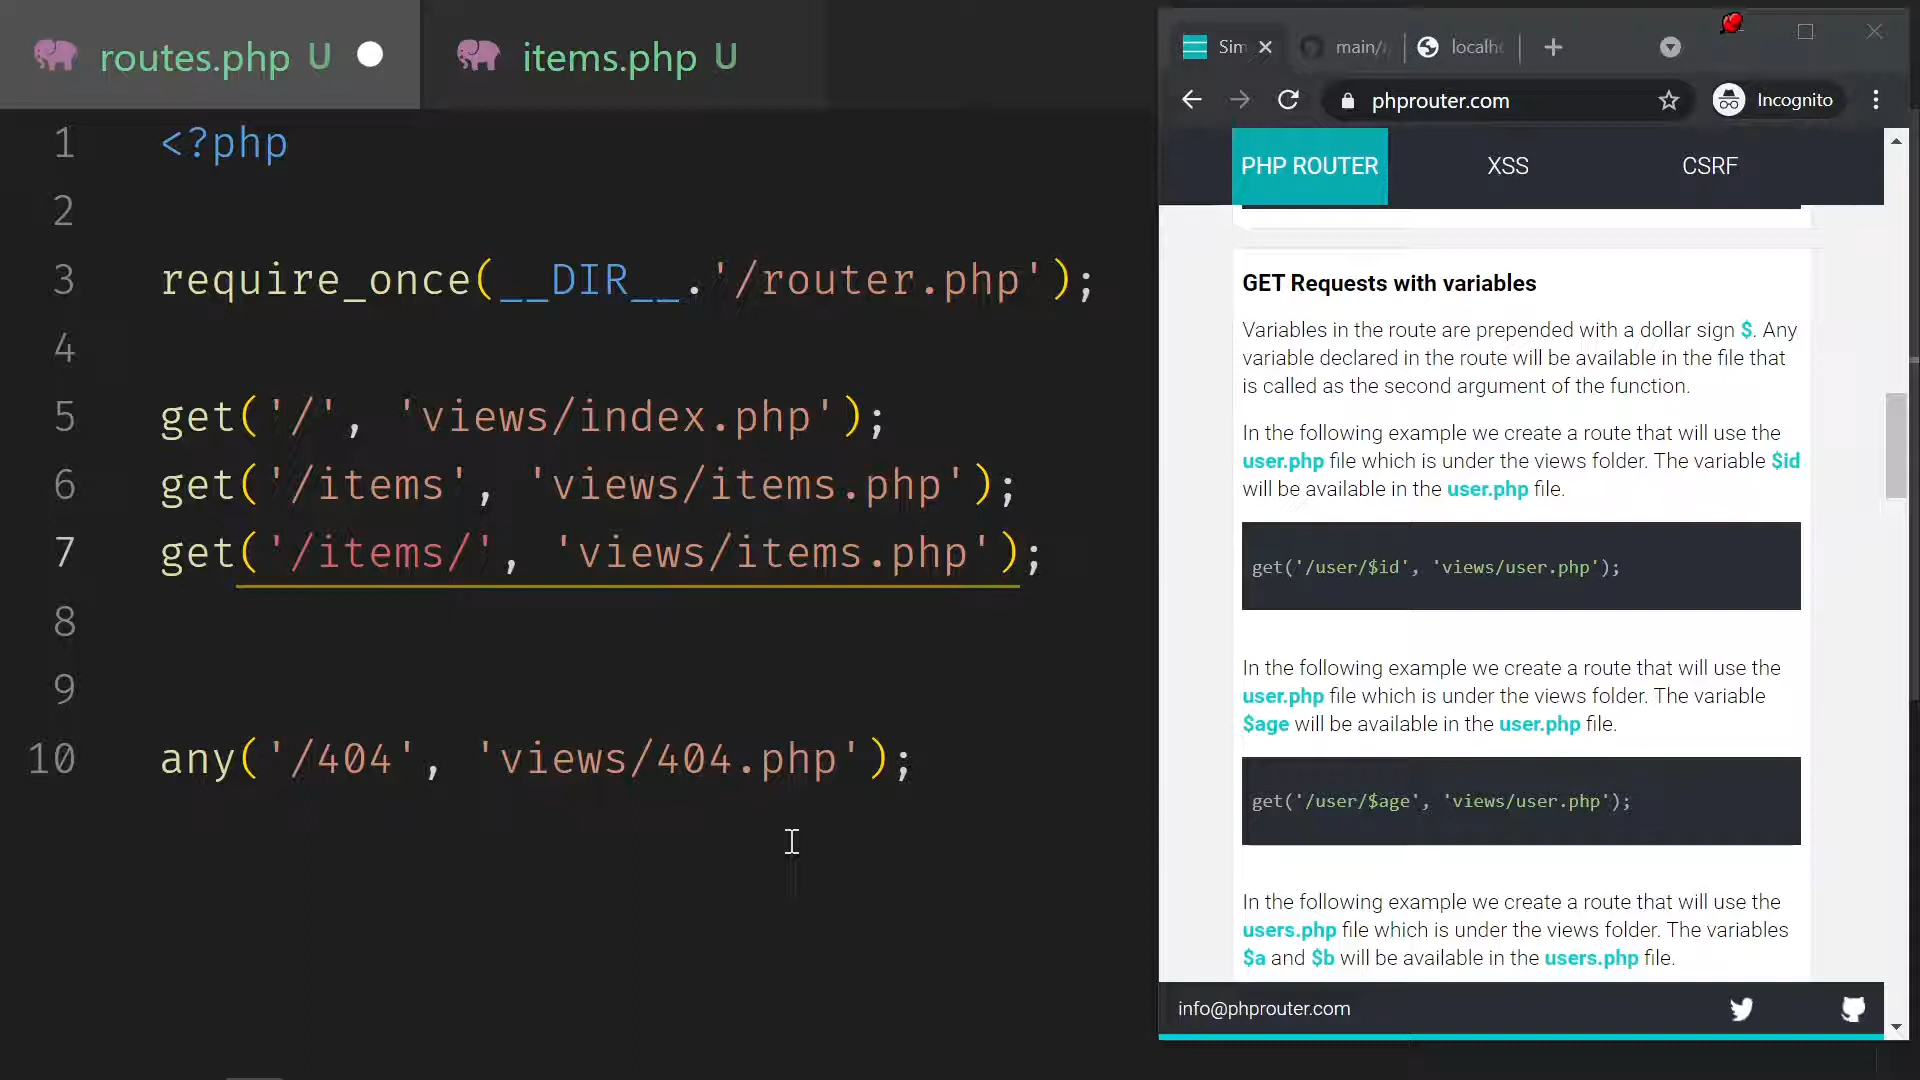 routes.php U
items.php U
1 <?php
2
3 require_once(__DIR__.'/router.php');
4
5 get('/', 'views/index.php');
6 get('/items', 'views/items.php');
7 get('/items/', 'views/items.php');
8
9
10 any('/404', 'views/404.php');
Sim
main/
localho
phprouter.com
Incognito
PHP ROUTER
XSS
CSRF
GET Requests with variables
Variables in the route are prepended with a dollar sign $. Any
variable declared in the route will be available in the file that
is called as the second argument of the function.
In the following example we create a route that will use the
user.php file which is under the views folder. The variable $id
will be available in the user.php file.
get('/user/$id', 'views/user.php');
In the following example we create a route that will use the
user.php file which is under the views folder. The variable
$age will be available in the user.php file.
get('/user/$age', 'views/user.php');
In the following example we create a route that will use the
users.php file which is under the views folder. The variables
$a and $b will be available in the users.php file.
info@phprouter.com